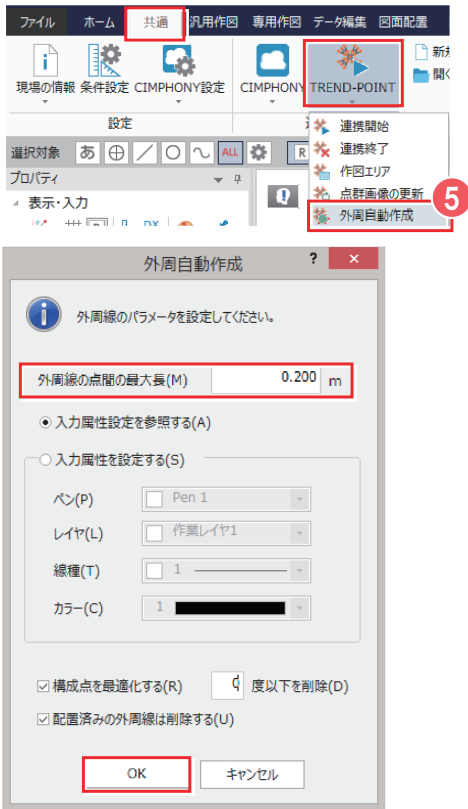 ファイル ホーム 共通 汎用作図 専用作図 データ編集 図面配置
現場の情報 条件設定 CIMPHONY設定 CIMPHON TREND-POINT
設定
連携開始
選択対象 あ ALL R 連携終了
プロパティ 作図エリア
表示・入力 点群画像の更新 5
外周自動作成
外周自動作成 ? ×
外周線のパラメータを設定してください。
外周線の点間の最大長(M) 0.200 m
入力属性設定を参照する(A)
入力属性を設定する(S)
ペン(P) Pen 1
レイヤ(L) 作業レイヤ1
線種(T) 1
カラー(C) 1
構成点を最適化する(R) 度以下を削除(D)
配置済みの外周線は削除する(U)
OK キャンセル